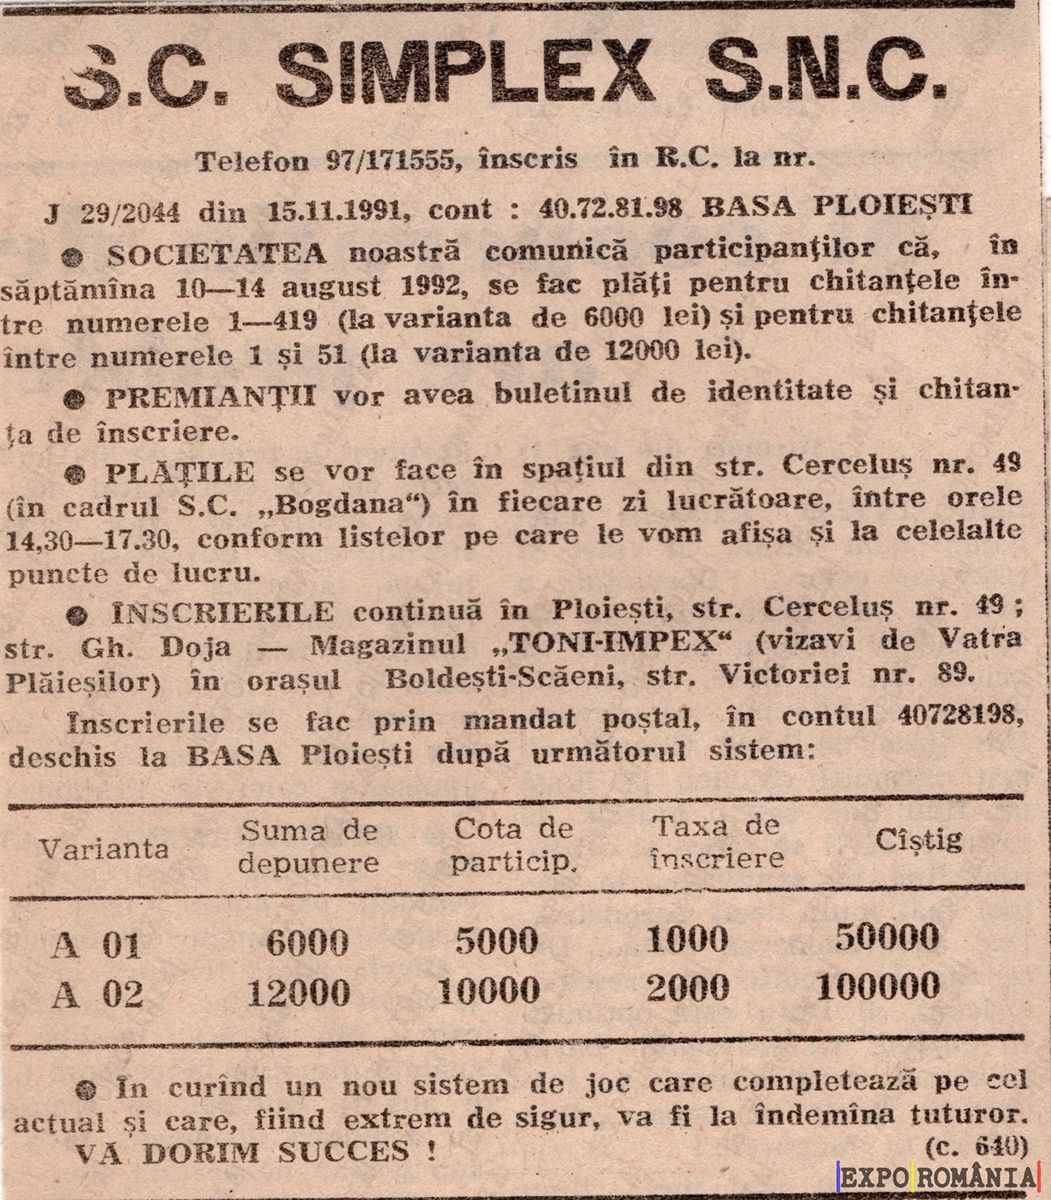 S.C. SIMPLEX S.N.C.
Telefon 97/171555, înscris în R.C. la nr.
J 29/2044 din 15.11.1991, cont : 40.72.81.98 BASA PLOIEȘTI
● SOCIETATEA noastră comunică participanților că, în
săptămîna 10—14 august 1992, se fac plăți pentru chitanțele în-
tre numerele 1—419 (la varianta de 6000 lei) și pentru chitanțele
între numerele 1 și 51 (la varianta de 12000 lei).
● PREMIANȚII vor avea buletinul de identitate și chitan-
ța de înscriere.
● PLĂȚILE se vor face în spațiul din str. Cerceluș nr. 49
(în cadrul S.C. „Bogdana“) în fiecare zi lucrătoare, între orele
14,30—17.30, conform listelor pe care le vom afișa și la celelalte
puncte de lucru.
● INSCRIERILE continuă în Ploiești, str. Cerceluș nr. 49 ;
str. Gh. Doja — Magazinul „TONI-IMPEX“ (vizavi de Vatra
Plăieșilor) în orașul Boldești-Scăeni, str. Victoriei nr. 89.
Inscrierile se fac prin mandat poștal, în contul 40728198,
deschis la BASA Ploiești după următorul sistem:
Varianta Suma de depunere Cota de particip. Taxa de înscriere Cîștig
A 01 6000 5000 1000 50000
A 02 12000 10000 2000 100000
● In curînd un nou sistem de joc care completează pe cel
actual și care, fiind extrem de sigur, va fi la îndemîna tuturor.
VĂ DORIM SUCCES ! (c. 640)
EXPO ROMÂNIA